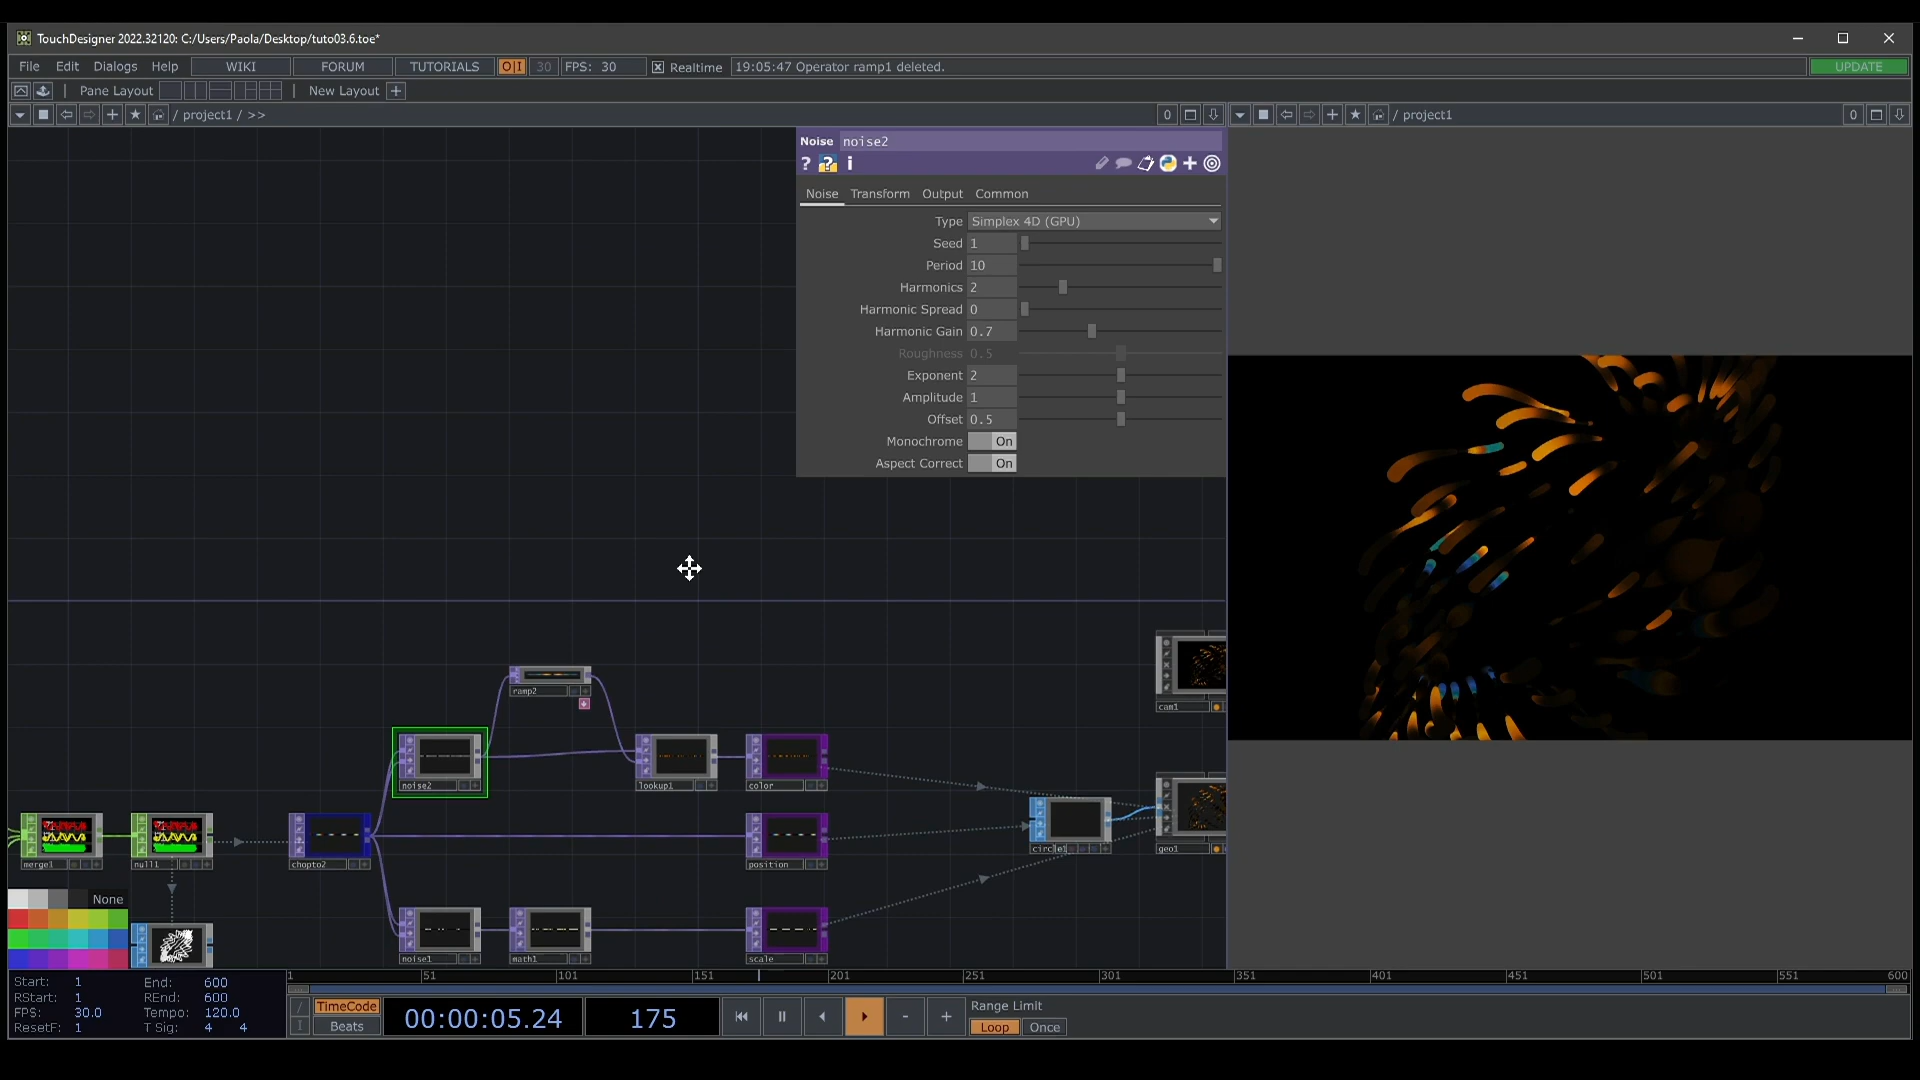 TouchDesigner 2022.32120: C:/Users/Paola/Desktop/tuto03.6.toe*
File Edit Dialogs Help WIKI FORUM TUTORIALS O|I 30 FPS: 30 Realtime 19:05:47 Operator ramp1 deleted. UPDATE
Pane Layout New Layout +
/ project1 / >> 0 / project1 0
Noise noise2
? ? i
Noise Transform Output Common
Type Simplex 4D (GPU)
Seed 1
Period 10
Harmonics 2
Harmonic Spread 0
Harmonic Gain 0.7
Roughness 0.5
Exponent 2
Amplitude 1
Offset 0.5
Monochrome On
Aspect Correct On
ramp2
cam1
noise2 lookup1 color
circle1 geo1
merge1 null1 chopto2 position
None
noise1 math1 scale
1 51 101 151 201 251 301 351 401 451 501 551 600
Start: 1 End: 600
RStart: 1 REnd: 600
FPS: 30.0 Tempo: 120.0
ResetF: 1 T Sig: 4 4
TimeCode
Beats
00:00:05.24 175
- +
Range Limit
Loop Once